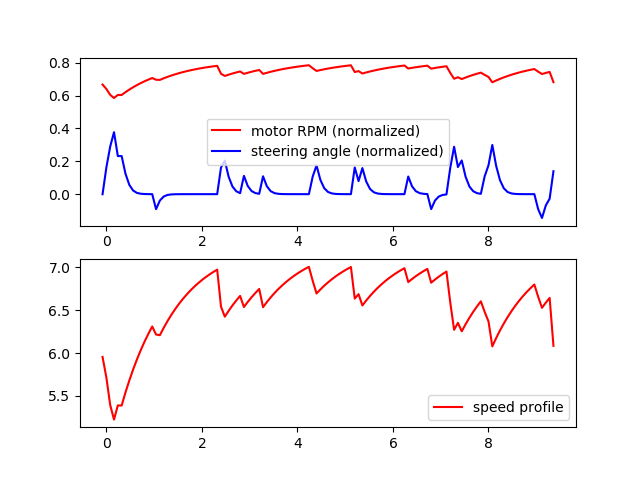 0.8
0.6
0.4
0.2
0.0
motor RPM (normalized)
steering angle (normalized)
0 2 4 6 8
7.0
6.5
6.0
5.5
speed profile
0 2 4 6 8